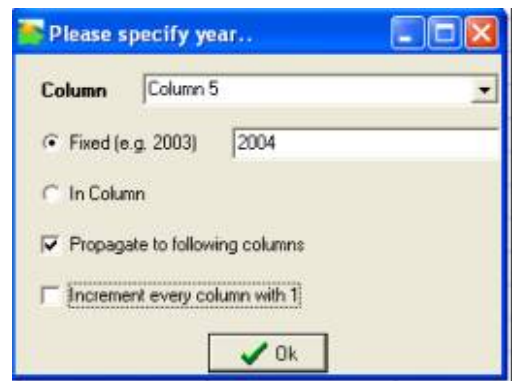 Please specify year..
Column Column 5
Fixed (e.g. 2003) 2004
In Column
Propagate to following columns
Increment every column with 1
Ok